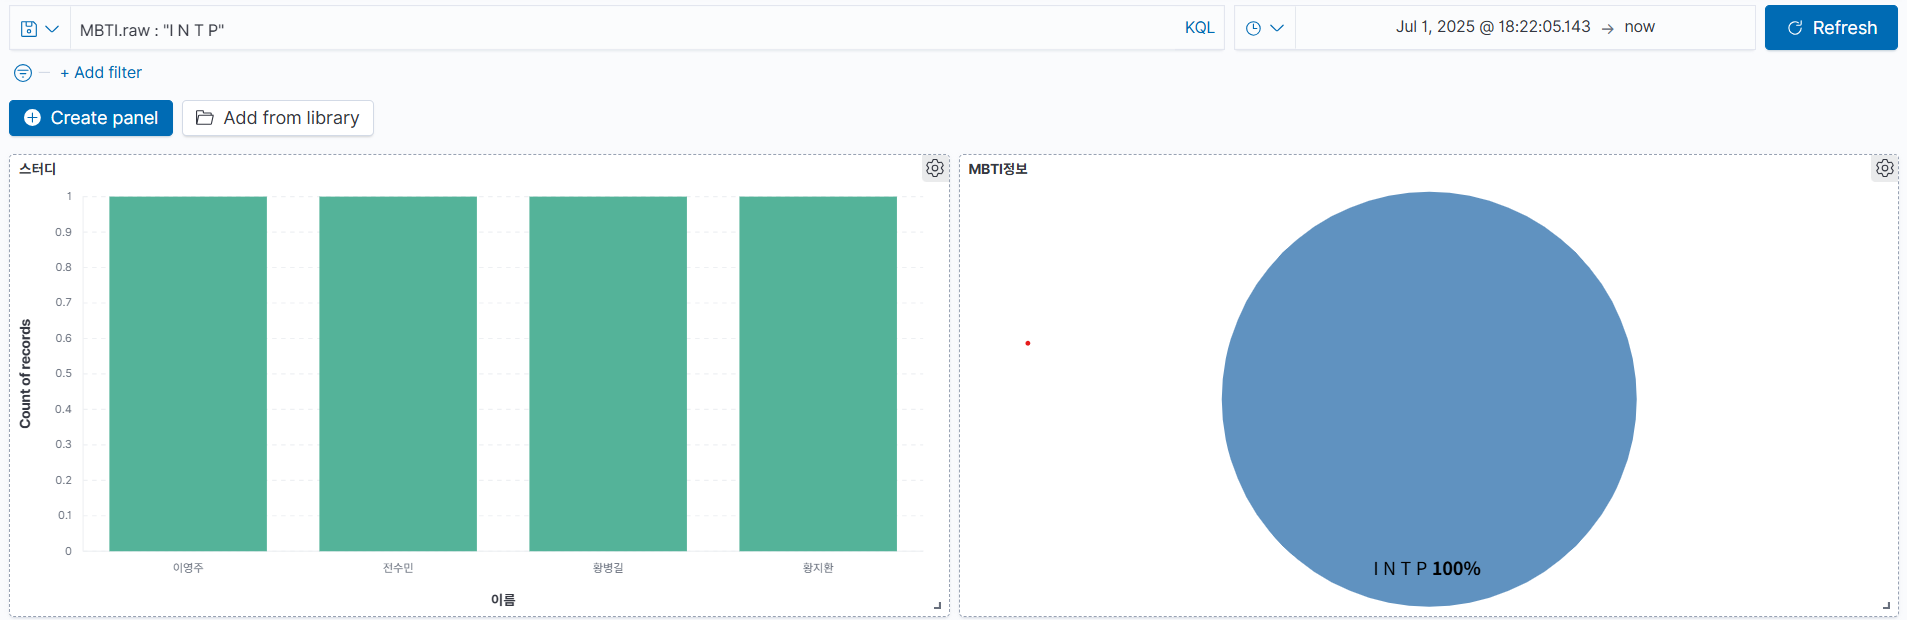 MBTI.raw : "I N T P"
KQL
Jul 1, 2025 @ 18:22:05.143 → now
Refresh
+ Add filter
Create panel
Add from library
스터디
1
0.9
0.8
0.7
0.6
0.5
0.4
0.3
0.2
0.1
0
Count of records
이영주
전수민
황병길
황지환
이름
MBTI정보
I N T P 100%